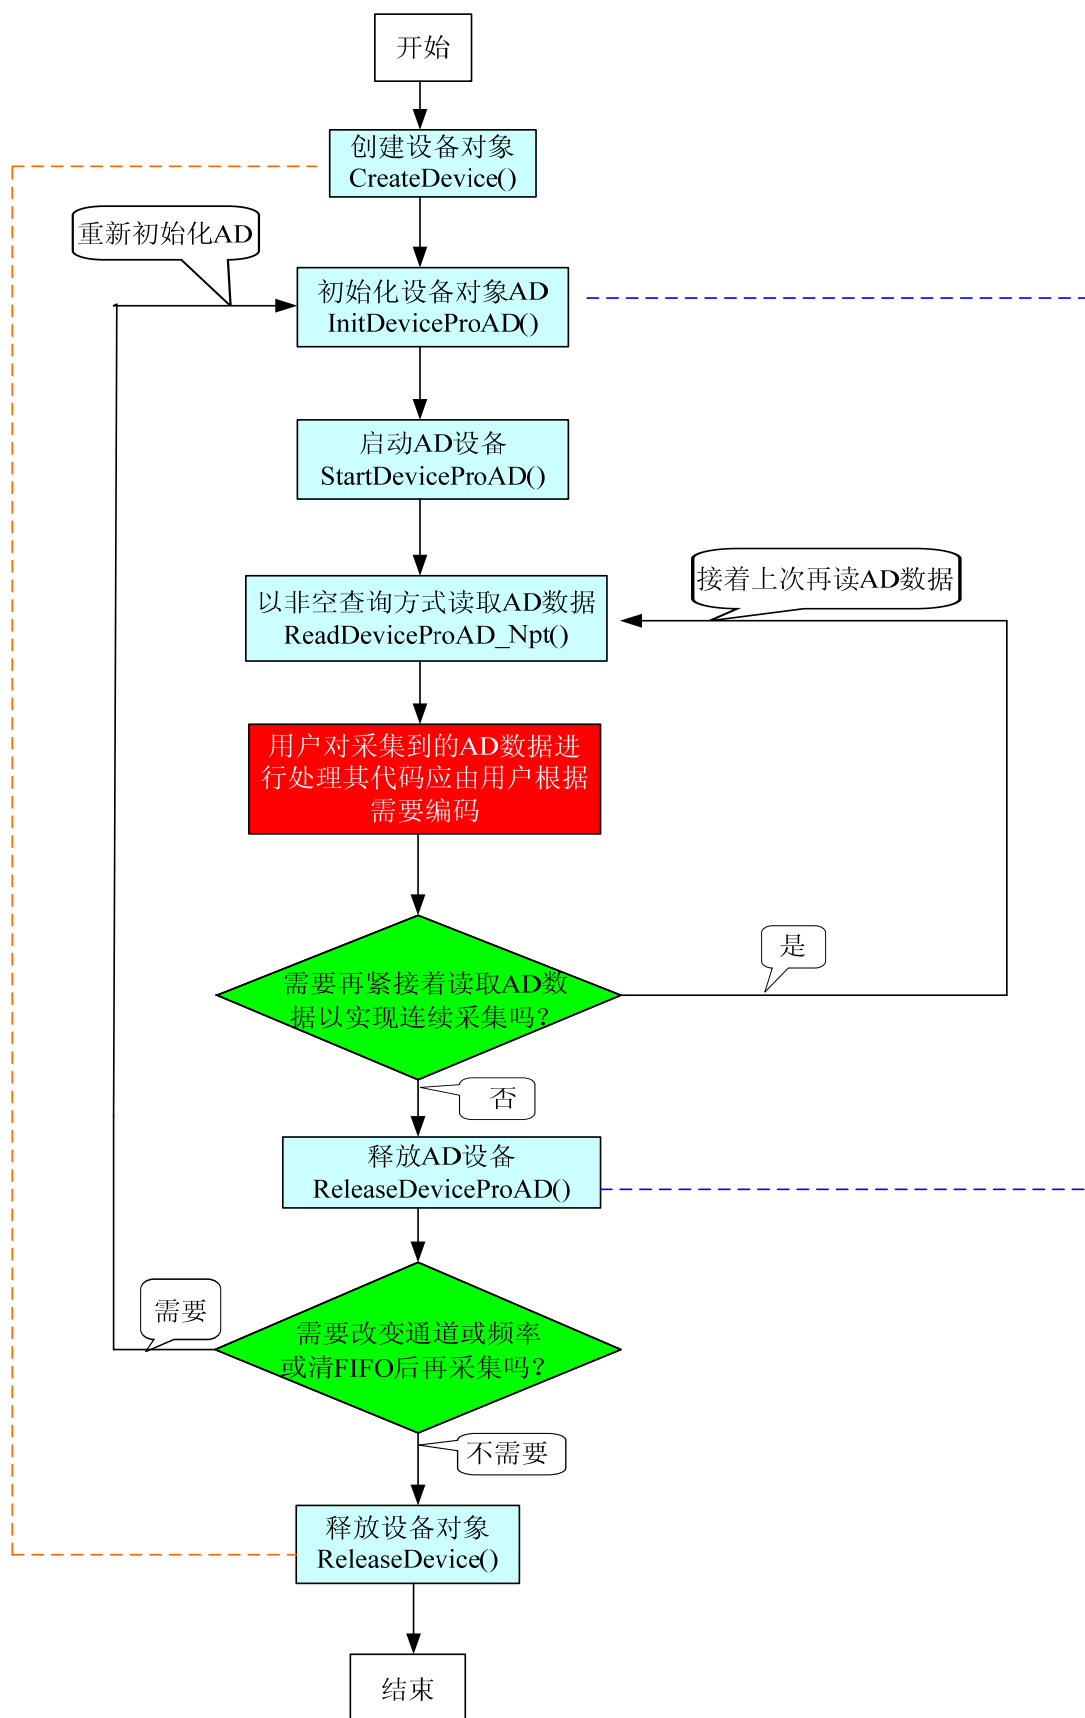 开始
创建设备对象
CreateDevice()
重新初始化AD
初始化设备对象AD
InitDeviceProAD()
启动AD设备
StartDeviceProAD()
接着上次再读AD数据
以非空查询方式读取AD数据
ReadDeviceProAD_Npt()
用户对采集到的AD数据进
行处理其代码应由用户根据
需要编码
是
需要再紧接着读取AD数
据以实现连续采集吗?
否
释放AD设备
ReleaseDeviceProAD()
需要
需要改变通道或频率
或清FIFO后再采集吗?
不需要
释放设备对象
ReleaseDevice()
结束